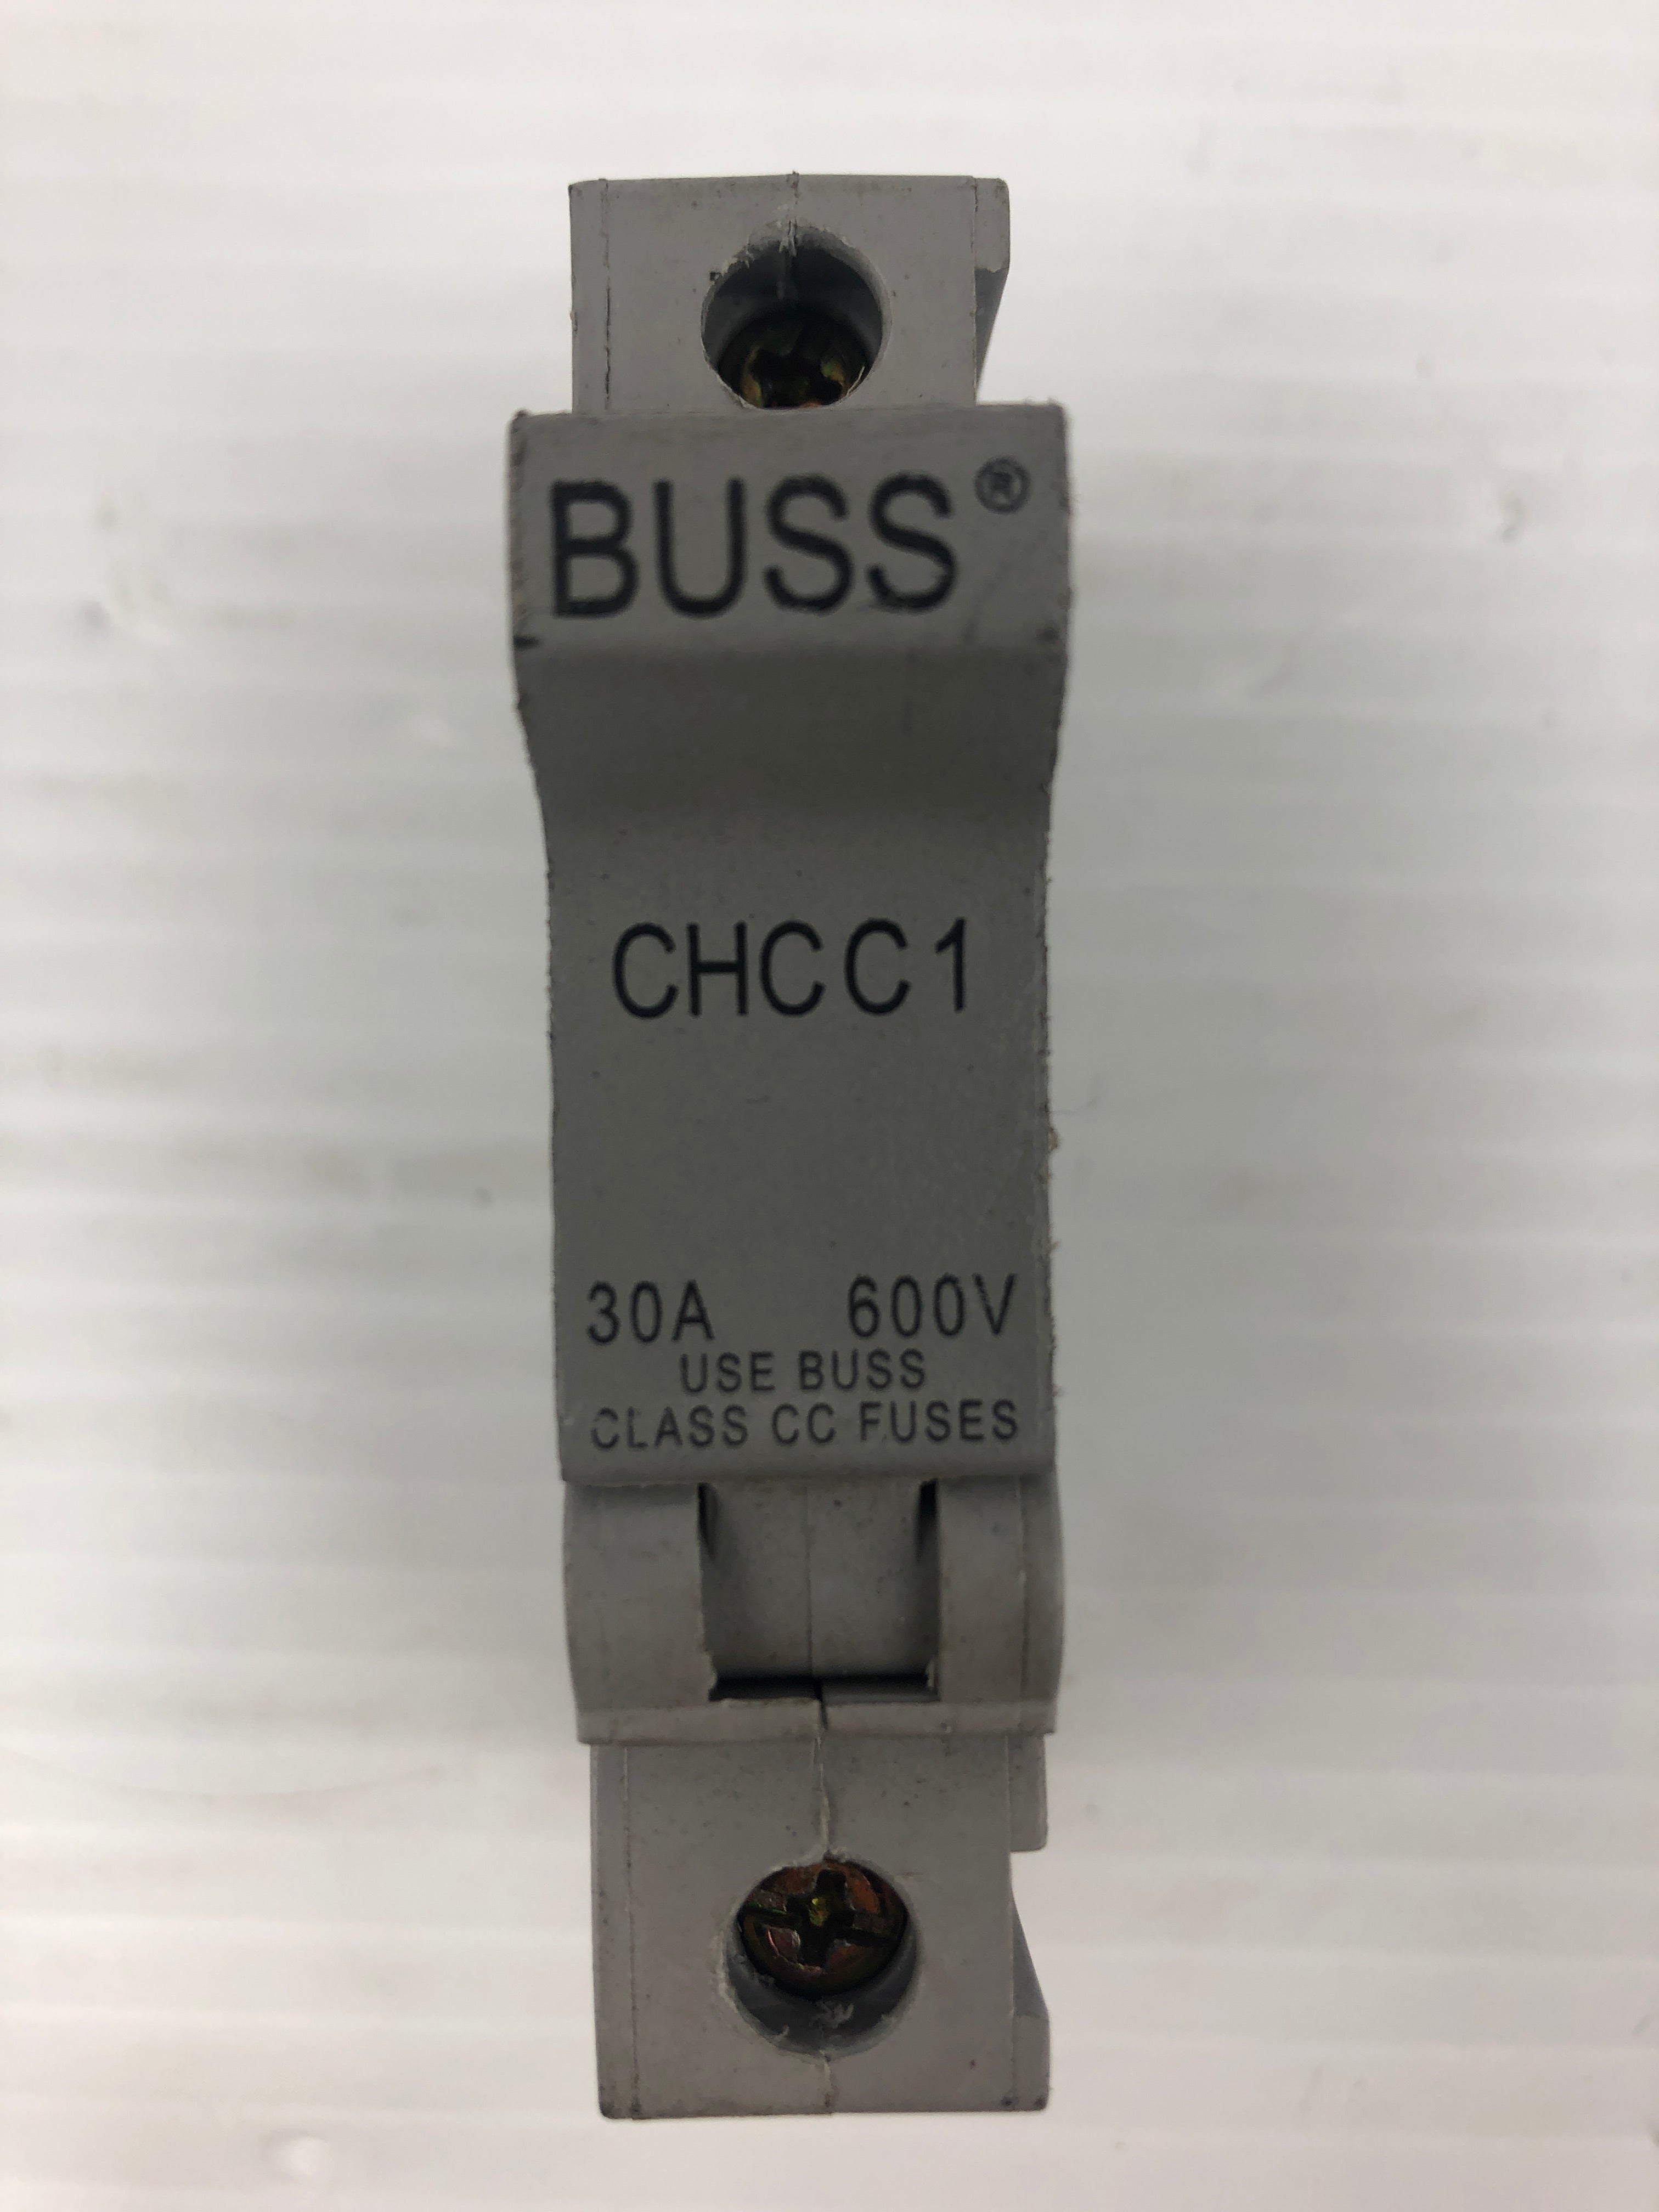 BUSS®
CHCC1
30A 600V
USE BUSS
CLASS CC FUSES